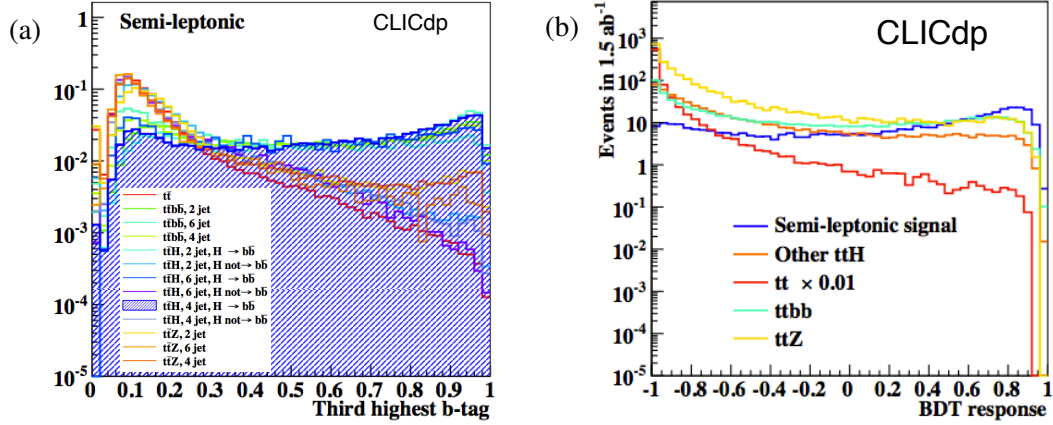 (a)
Semi-leptonic
CLICdp
1
10⁻¹
10⁻²
10⁻³
10⁻⁴
10⁻⁵
tt̄
tt̄bb̄, 2 jet
tt̄bb̄, 6 jet
tt̄bb̄, 4 jet
tt̄H, 2 jet, H → bb̄
tt̄H, 2 jet, H not→ bb̄
tt̄H, 6 jet, H → bb̄
tt̄H, 6 jet, H not→ bb̄
tt̄H, 4 jet, H → bb̄
tt̄H, 4 jet, H not→ bb̄
tt̄Z, 2 jet
tt̄Z, 6 jet
tt̄Z, 4 jet
0 0.1 0.2 0.3 0.4 0.5 0.6 0.7 0.8 0.9 1
Third highest b-tag
(b)
CLICdp
Events in 1.5 ab⁻¹
10³
10²
10
1
10⁻¹
10⁻²
10⁻³
10⁻⁴
10⁻⁵
Semi-leptonic signal
Other ttH
tt × 0.01
ttbb
ttZ
-1 -0.8 -0.6 -0.4 -0.2 0 0.2 0.4 0.6 0.8 1
BDT response